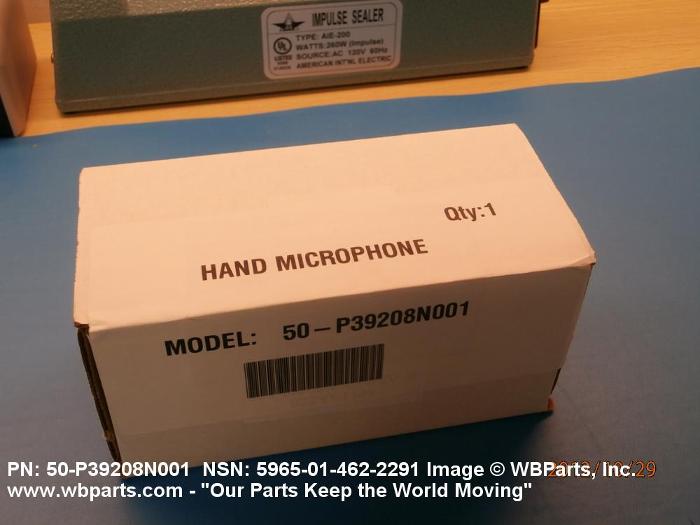 IMPULSE SEALER
TYPE: AIE-200
WATTS: 260W (Impulse)
SOURCE: AC 120V 60Hz
AMERICAN INT'NL ELECTRIC
UL
LISTED
Qty:1
HAND MICROPHONE
MODEL: 50-P39208N001
PN: 50-P39208N001 NSN: 5965-01-462-2291 Image © WBParts, Inc.
www.wbparts.com - "Our Parts Keep the World Moving"